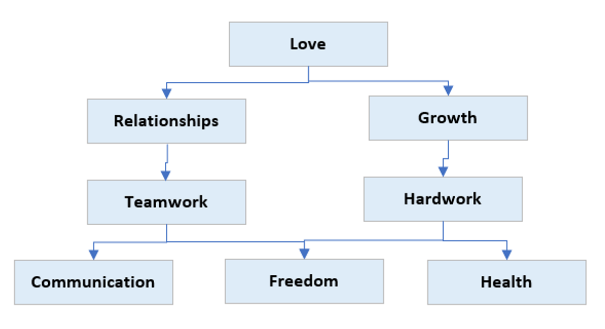 Love
Relationships
Growth
Teamwork
Hardwork
Communication
Freedom
Health